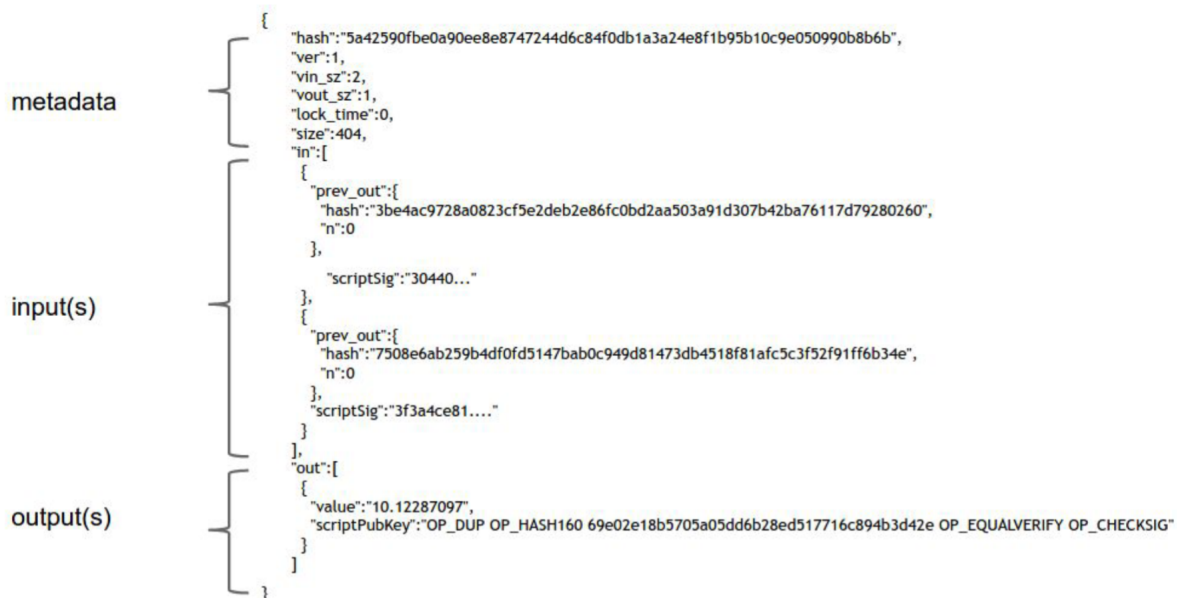 {
"hash":"5a42590fbe0a90ee8e8747244d6c84f0db1a3a24e8f1b95b10c9e050990b8b6b",
"ver":1,
"vin_sz":2,
metadata
"vout_sz":1,
"lock_time":0,
"size":404,
"in":[
{
"prev_out":{
"hash":"3be4ac9728a0823cf5e2deb2e86fc0bd2aa503a91d307b42ba76117d79280260",
"n":0
},
"scriptSig":"30440..."
input(s)
},
{
"prev_out":{
"hash":"7508e6ab259b4df0fd5147bab0c949d81473db4518f81afc5c3f52f91ff6b34e",
"n":0
},
"scriptSig":"3f3a4ce81...."
}
],
"out":[
{
"value":"10.12287097",
output(s)
"scriptPubKey":"OP_DUP OP_HASH160 69e02e18b5705a05dd6b28ed517716c894b3d42e OP_EQUALVERIFY OP_CHECKSIG"
}
]
}